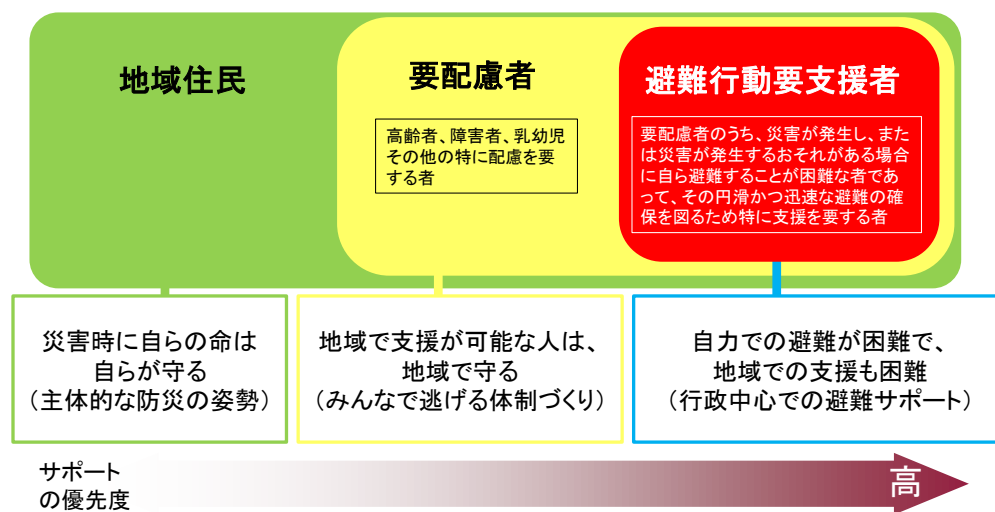 地域住民
要配慮者
高齢者、障害者、乳幼児
その他の特に配慮を要
する者
避難行動要支援者
要配慮者のうち、災害が発生し、また
は災害が発生するおそれがある場合
に自ら避難することが困難な者であ
って、その円滑かつ迅速な避難の確
保を図るため特に支援を要する者
災害時に自らの命は
自らが守る
（主体的な防災の姿勢）
地域で支援が可能な人は、
地域で守る
（みんなで逃げる体制づくり）
自力での避難が困難で、
地域での支援も困難
（行政中心での避難サポート）
サポート
の優先度
高